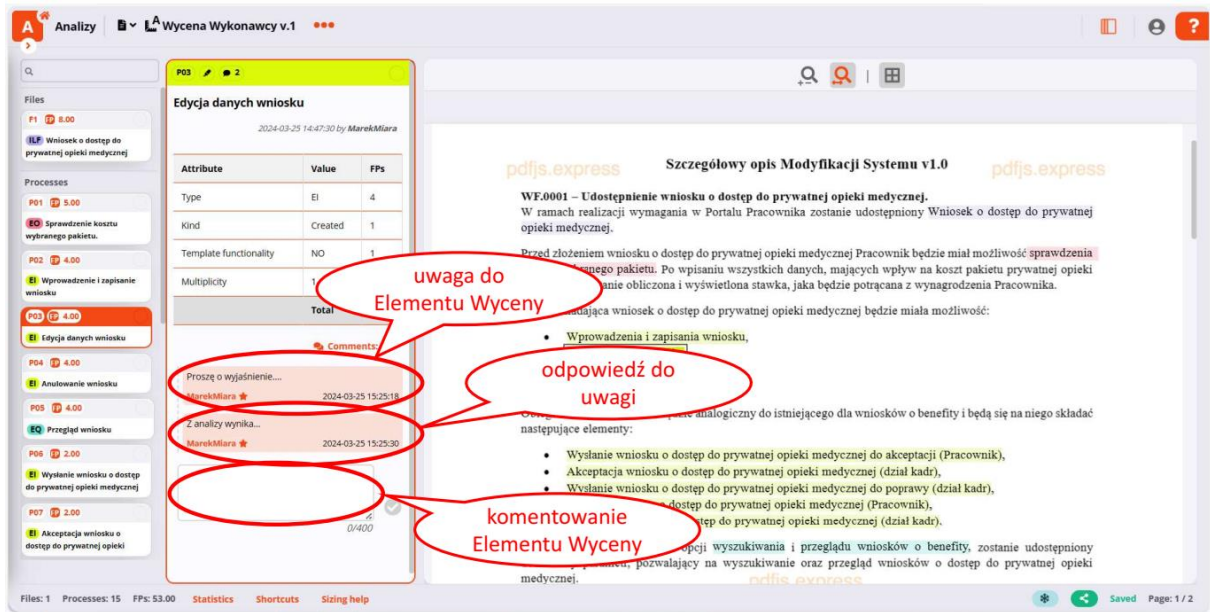 A Analizy A Wycena Wykonawcy v.1 ?
Files
F1 FP 8.00
ILF Wniosek o dostęp do
prywatnej opieki medycznej
Processes
P01 FP 5.00
EO Sprawdzenie kosztu
wybranego pakietu.
P02 FP 4.00
EI Wprowadzenie i zapisanie
wniosku
P03 FP 4.00
EI Edycja danych wniosku
P04 FP 4.00
EI Anulowanie wniosku
P05 FP 4.00
EQ Przegląd wniosku
P06 FP 2.00
EI Wysłanie wniosku o dostęp
do prywatnej opieki medycznej
P07 FP 2.00
EI Akceptacja wniosku o
dostęp do prywatnej opieki
P03 2
Edycja danych wniosku
2024-03-25 14:47:30 by MarekMiara
Attribute Value FPs
Type EI 4
Kind Created 1
Template functionality NO 1
Multiplicity 1
Total
Comments:
Proszę o wyjaśnienie....
MarekMiara 2024-03-25 15:25:18
Z analizy wynika...
MarekMiara 2024-03-25 15:25:30
0/400
uwaga do
Elementu Wyceny
odpowiedź do
uwagi
komentowanie
Elementu Wyceny
pdfjs.express Szczegółowy opis Modyfikacji Systemu v1.0 pdfjs.express
WF.0001 – Udostępnienie wniosku o dostęp do prywatnej opieki medycznej.
W ramach realizacji wymagania w Portalu Pracownika zostanie udostępniony Wniosek o dostęp do prywatnej
opieki medycznej.
Przed złożeniem wniosku o dostęp do prywatnej opieki medycznej Pracownik będzie miał możliwość sprawdzenia
pakietu. Po wpisaniu wszystkich danych, mających wpływ na koszt pakietu prywatnej opieki
obliczona i wyświetlona stawka, jaka będzie potrącana z wynagrodzenia Pracownika.
wniosek o dostęp do prywatnej opieki medycznej będzie miała możliwość:
• Wprowadzenia i zapisania wniosku,
analogiczny do istniejącego dla wniosków o benefity i będą się na niego składać
następujące elementy:
• Wysłanie wniosku o dostęp do prywatnej opieki medycznej do akceptacji (Pracownik),
• Akceptacja wniosku o dostęp do prywatnej opieki medycznej (dział kadr),
• Wysłanie wniosku o dostęp do prywatnej opieki medycznej do poprawy (dział kadr),
dostęp do prywatnej opieki medycznej (Pracownik),
do prywatnej opieki medycznej (dział kadr).
opcji wyszukiwania i przeglądu wniosków o benefity, zostanie udostępniony
pozwalający na wyszukiwanie oraz przegląd wniosków o dostęp do prywatnej opieki
medycznej.
pdfjs.express
Files: 1 Processes: 15 FPs: 53.00 Statistics Shortcuts Sizing help Saved Page: 1 / 2